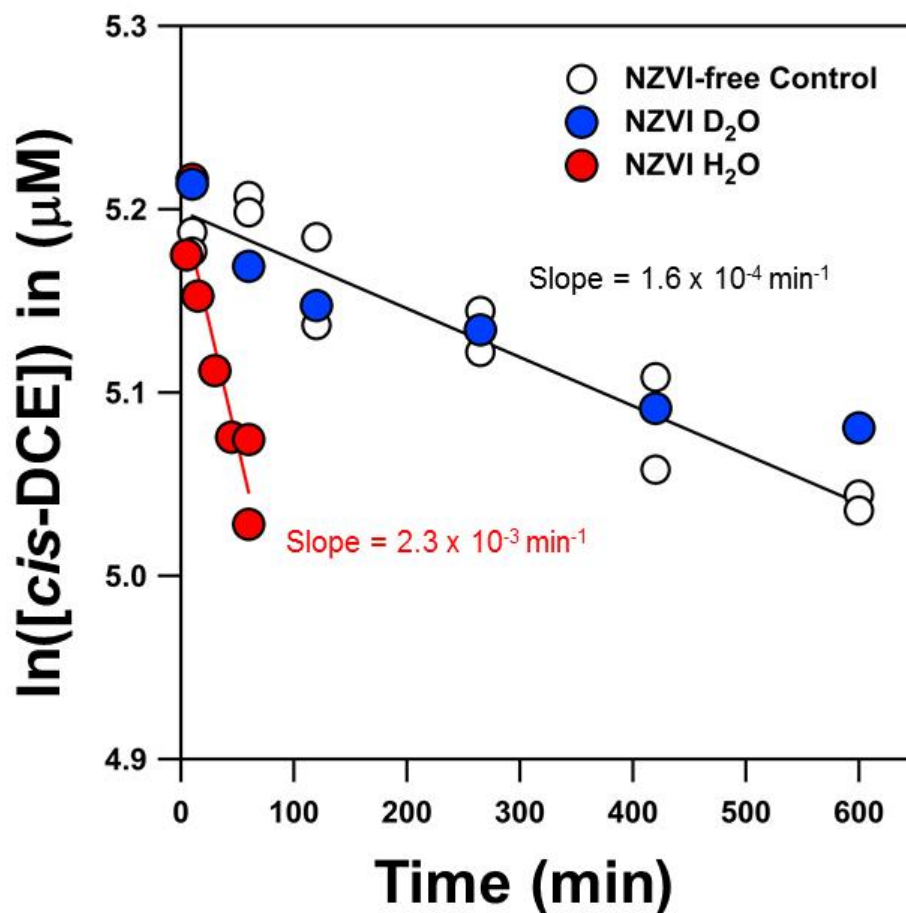 5.3
5.2
5.1
5.0
4.9
ln([cis-DCE]) in (μM)
NZVI-free Control
NZVI D₂O
NZVI H₂O
Slope = 1.6 x 10⁻⁴ min⁻¹
Slope = 2.3 x 10⁻³ min⁻¹
0 100 200 300 400 500 600
Time (min)